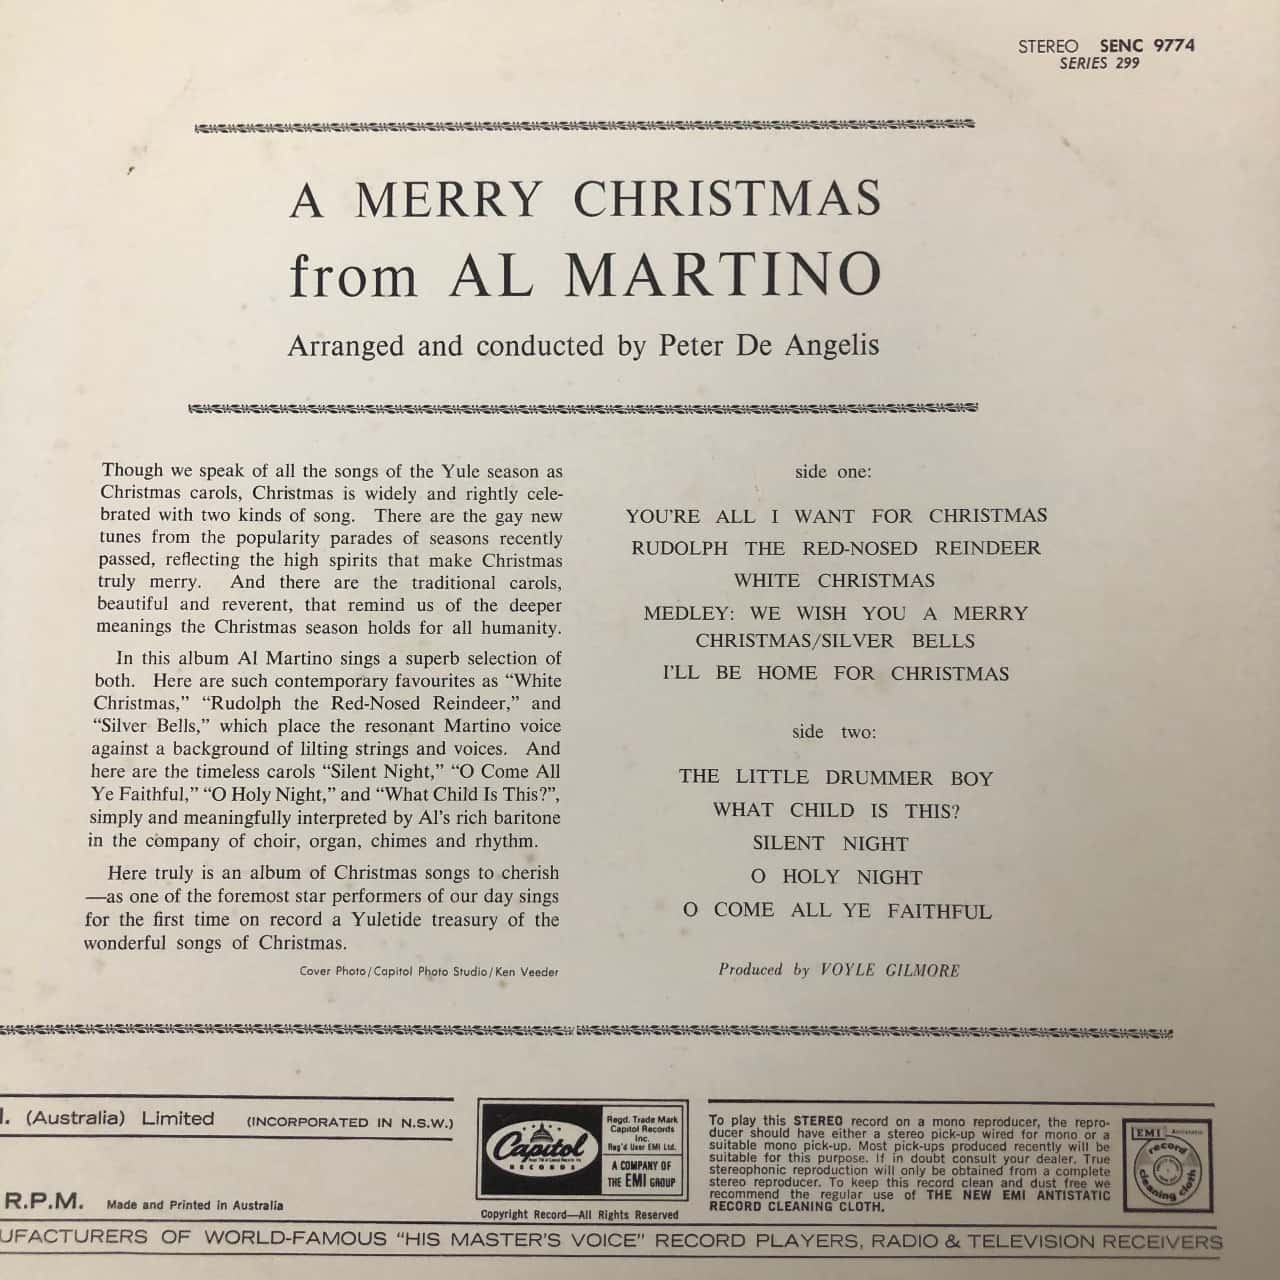 STEREO SENC 9774
SERIES 299
A MERRY CHRISTMAS
from AL MARTINO
Arranged and conducted by Peter De Angelis
Though we speak of all the songs of the Yule season as
Christmas carols, Christmas is widely and rightly cele-
brated with two kinds of song. There are the gay new
tunes from the popularity parades of seasons recently
passed, reflecting the high spirits that make Christmas
truly merry. And there are the traditional carols,
beautiful and reverent, that remind us of the deeper
meanings the Christmas season holds for all humanity.
In this album Al Martino sings a superb selection of
both. Here are such contemporary favourites as “White
Christmas,” “Rudolph the Red-Nosed Reindeer,” and
“Silver Bells,” which place the resonant Martino voice
against a background of lilting strings and voices. And
here are the timeless carols “Silent Night,” “O Come All
Ye Faithful,” “O Holy Night,” and “What Child Is This?”,
simply and meaningfully interpreted by Al’s rich baritone
in the company of choir, organ, chimes and rhythm.
Here truly is an album of Christmas songs to cherish
—as one of the foremost star performers of our day sings
for the first time on record a Yuletide treasury of the
wonderful songs of Christmas.
Cover Photo/Capitol Photo Studio/Ken Veeder
side one:
YOU’RE ALL I WANT FOR CHRISTMAS
RUDOLPH THE RED-NOSED REINDEER
WHITE CHRISTMAS
MEDLEY: WE WISH YOU A MERRY
CHRISTMAS/SILVER BELLS
I’LL BE HOME FOR CHRISTMAS
side two:
THE LITTLE DRUMMER BOY
WHAT CHILD IS THIS?
SILENT NIGHT
O HOLY NIGHT
O COME ALL YE FAITHFUL
Produced by VOYLE GILMORE
I. (Australia) Limited (INCORPORATED IN N.S.W.)
R.P.M. Made and Printed in Australia
Capitol
RECORDS
Regd. Trade Mark
Capitol Records
Inc.
Reg'd User EMI Ltd.
A COMPANY OF
THE EMI GROUP
Copyright Record—All Rights Reserved
To play this STEREO record on a mono reproducer, the repro-
ducer should have either a stereo pick-up wired for mono or a
suitable mono pick-up. Most pick-ups produced recently will be
suitable for this purpose. If in doubt consult your dealer. True
stereophonic reproduction will only be obtained from a complete
stereo reproducer. To keep this record clean and dust free we
recommend the regular use of THE NEW EMI ANTISTATIC
RECORD CLEANING CLOTH.
EMI Antistatic
record
cleaning cloth
UFACTURERS OF WORLD-FAMOUS “HIS MASTER’S VOICE” RECORD PLAYERS, RADIO & TELEVISION RECEIVERS